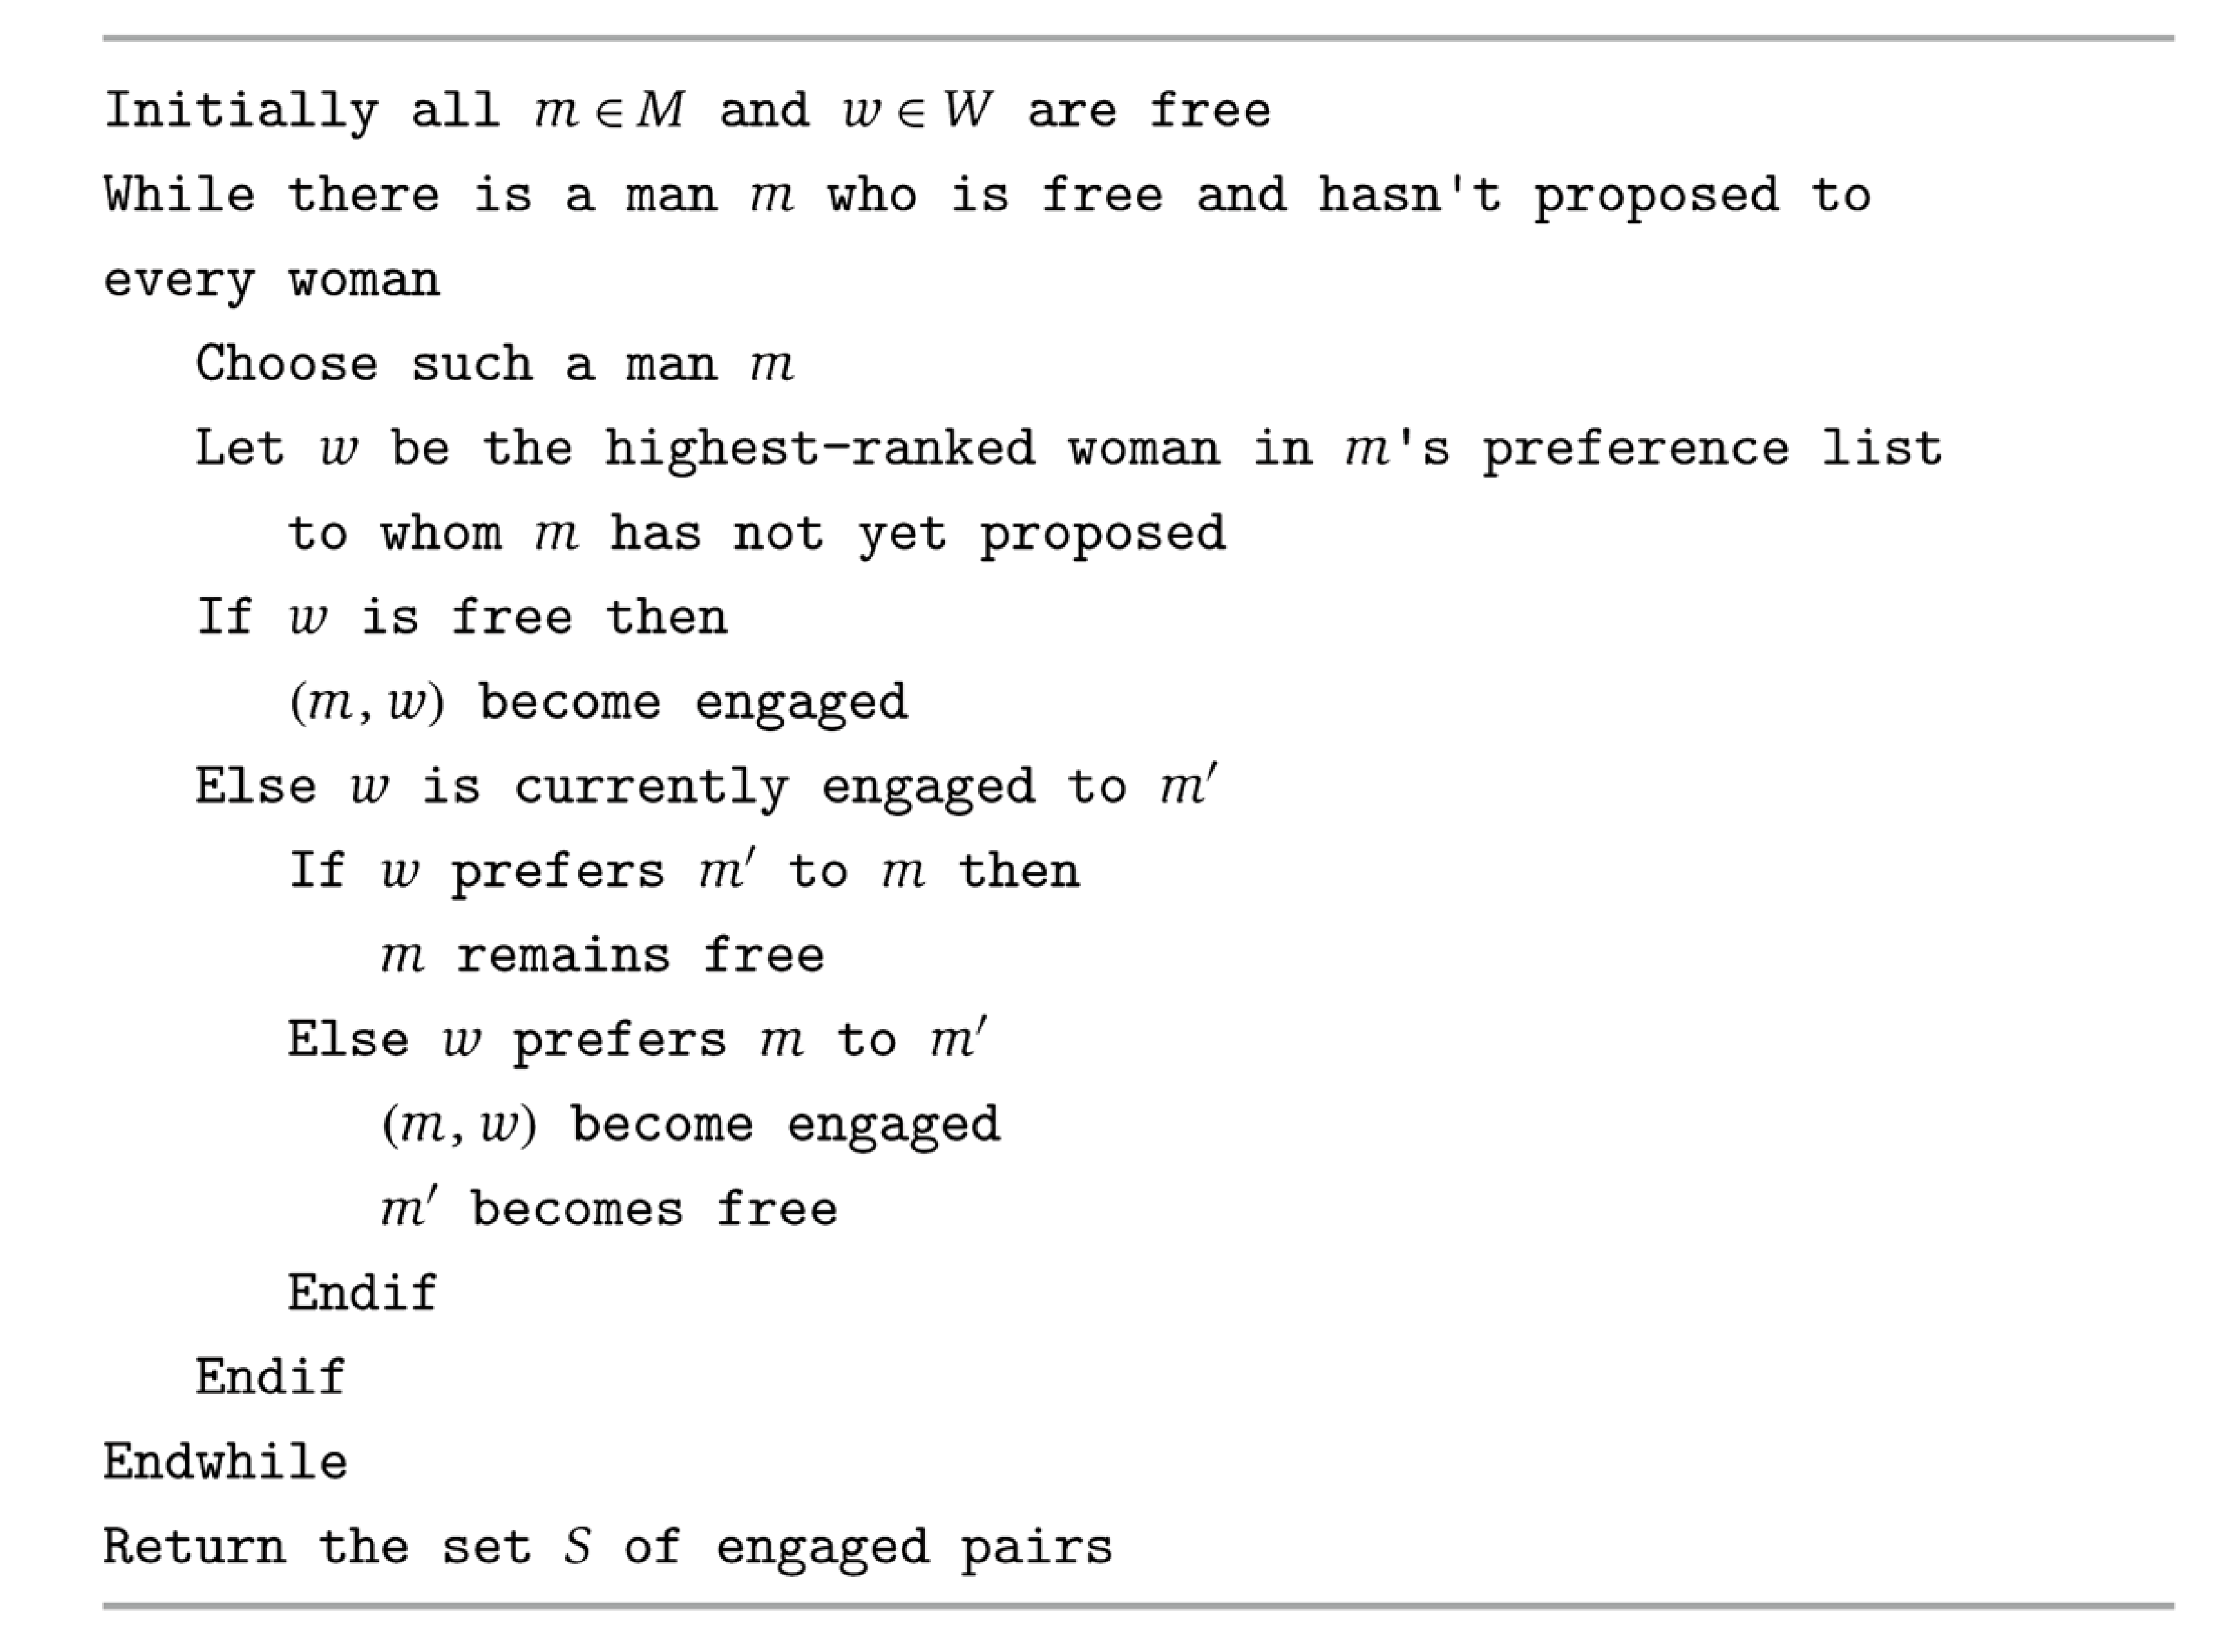 Initially all m ∈ M and w ∈ W are free
While there is a man m who is free and hasn't proposed to
every woman
Choose such a man m
Let w be the highest-ranked woman in m's preference list
to whom m has not yet proposed
If w is free then
(m, w) become engaged
Else w is currently engaged to m′
If w prefers m′ to m then
m remains free
Else w prefers m to m′
(m, w) become engaged
m′ becomes free
Endif
Endif
Endwhile
Return the set S of engaged pairs